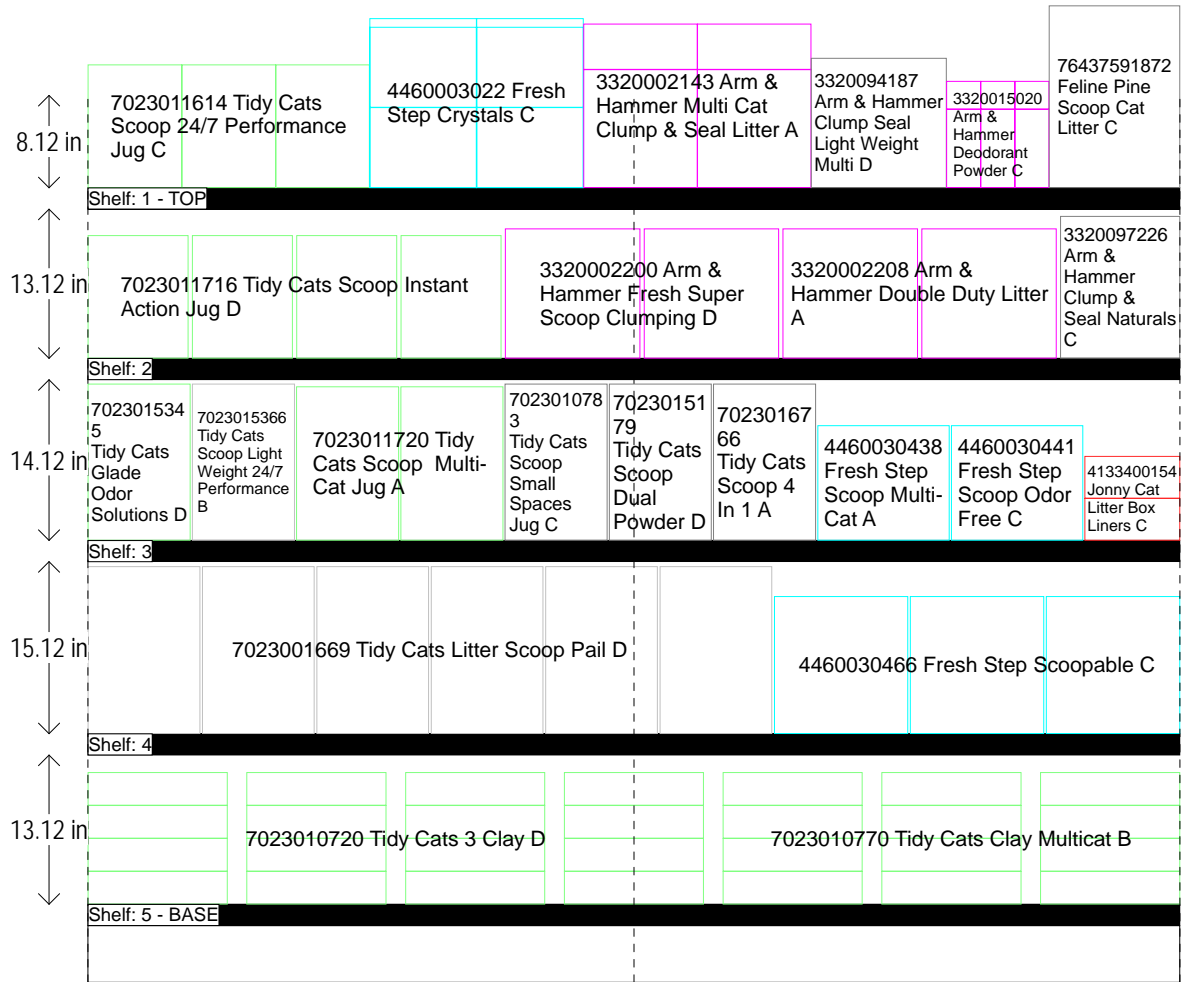 8.12 in
7023011614 Tidy Cats
Scoop 24/7 Performance
Jug C
4460003022 Fresh
Step Crystals C
3320002143 Arm &
Hammer Multi Cat
Clump & Seal Litter A
3320094187
Arm & Hammer
Clump Seal
Light Weight
Multi D
3320015020
Arm &
Hammer
Deodorant
Powder C
76437591872
Feline Pine
Scoop Cat
Litter C
Shelf: 1 - TOP
13.12 in
7023011716 Tidy Cats Scoop Instant
Action Jug D
3320002200 Arm &
Hammer Fresh Super
Scoop Clumping D
3320002208 Arm &
Hammer Double Duty Litter
A
3320097226
Arm &
Hammer
Clump &
Seal Naturals
C
Shelf: 2
14.12 in
702301534
5
Tidy Cats
Glade
Odor
Solutions D
7023015366
Tidy Cats
Scoop Light
Weight 24/7
Performance
B
7023011720 Tidy
Cats Scoop Multi-
Cat Jug A
702301078
3
Tidy Cats
Scoop
Small
Spaces
Jug C
70230151
79
Tidy Cats
Scoop
Dual
Powder D
70230167
66
Tidy Cats
Scoop 4
In 1 A
4460030438
Fresh Step
Scoop Multi-
Cat A
4460030441
Fresh Step
Scoop Odor
Free C
4133400154
Jonny Cat
Litter Box
Liners C
Shelf: 3
15.12 in
7023001669 Tidy Cats Litter Scoop Pail D
4460030466 Fresh Step Scoopable C
Shelf: 4
13.12 in
7023010720 Tidy Cats 3 Clay D
7023010770 Tidy Cats Clay Multicat B
Shelf: 5 - BASE